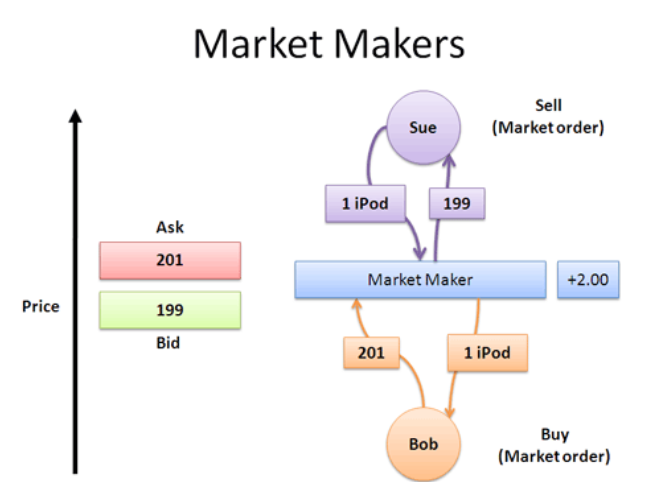 Market Makers
Sue
Sell
(Market order)
1 iPod
199
Ask
201
Market Maker
+2.00
Price
199
Bid
201
1 iPod
Bob
Buy
(Market order)